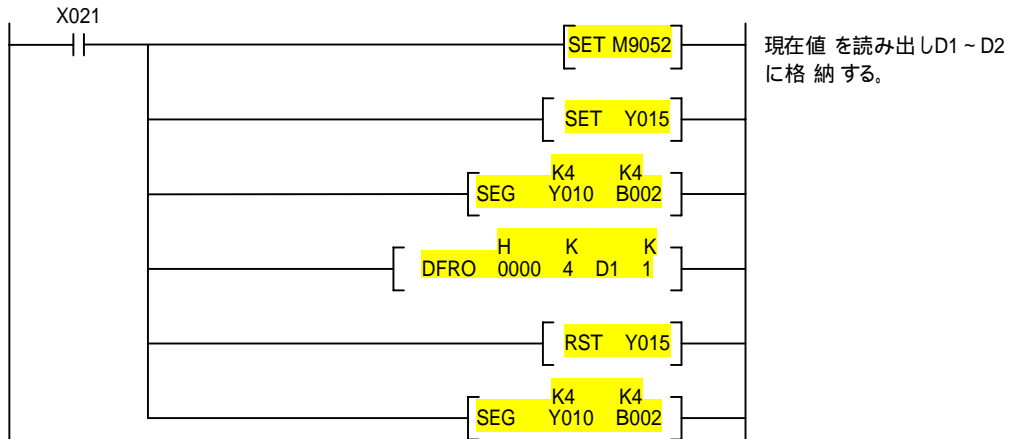 X021
SET M9052
現在値 を読み出しD1 ~ D2
に格 納 する。
SET Y015
K4 K4
SEG Y010 B002
H K K
DFRO 0000 4 D1 1
RST Y015
K4 K4
SEG Y010 B002